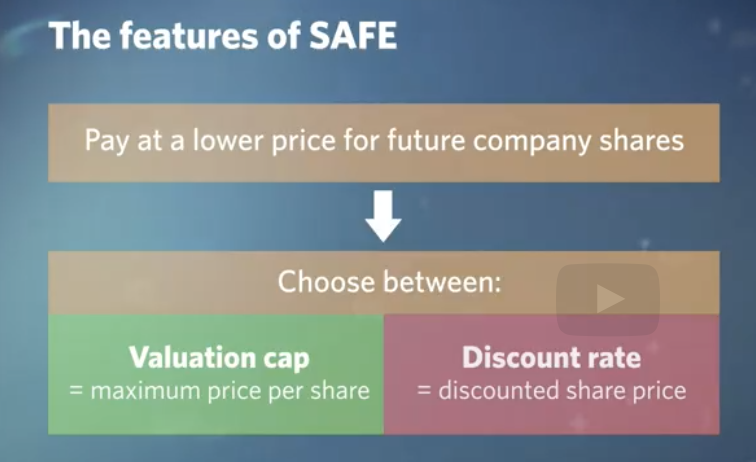 The features of SAFE
Pay at a lower price for future company shares
Choose between:
Valuation cap
= maximum price per share
Discount rate
= discounted share price